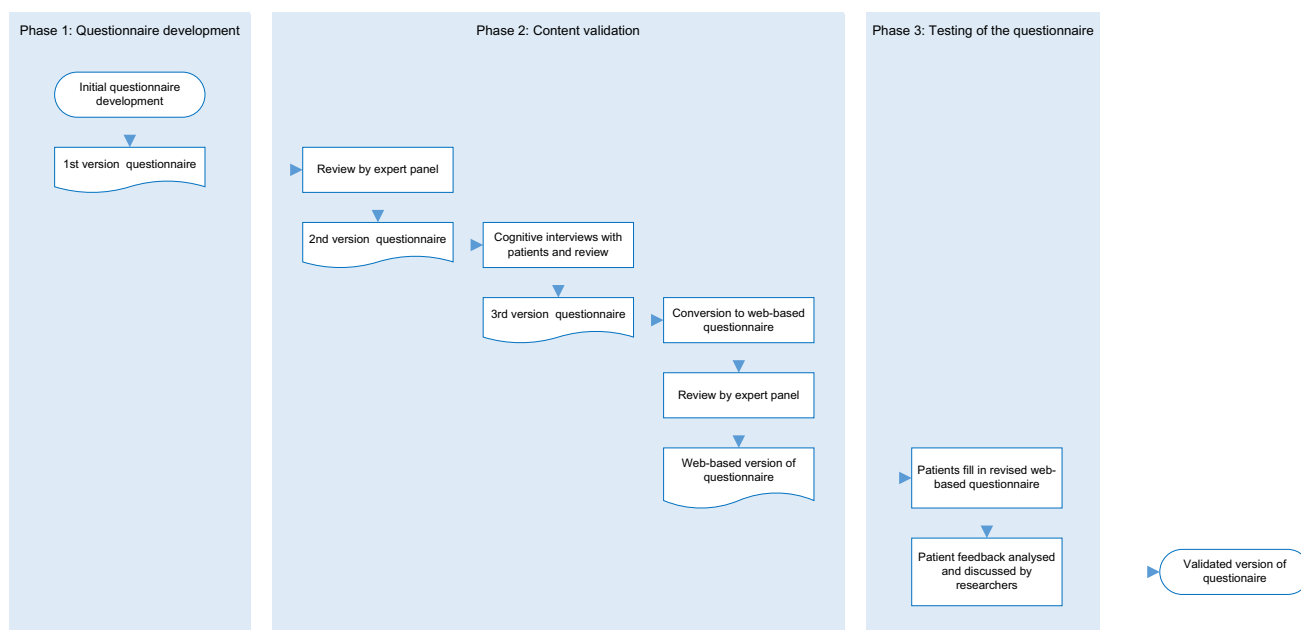 Phase 1: Questionnaire development
Initial questionnaire
development
1st version  questionnaire
Phase 2: Content validation
Review by expert panel
2nd version  questionnaire
Cognitive interviews with
patients and review
3rd version  questionnaire
Conversion to web-based
questionnaire
Review by expert panel
Web-based version of
questionnaire
Phase 3: Testing of the questionnaire
Patients fill in revised web-
based questionnaire
Patient feedback analysed
and discussed by
researchers
Validated version of
questionaire